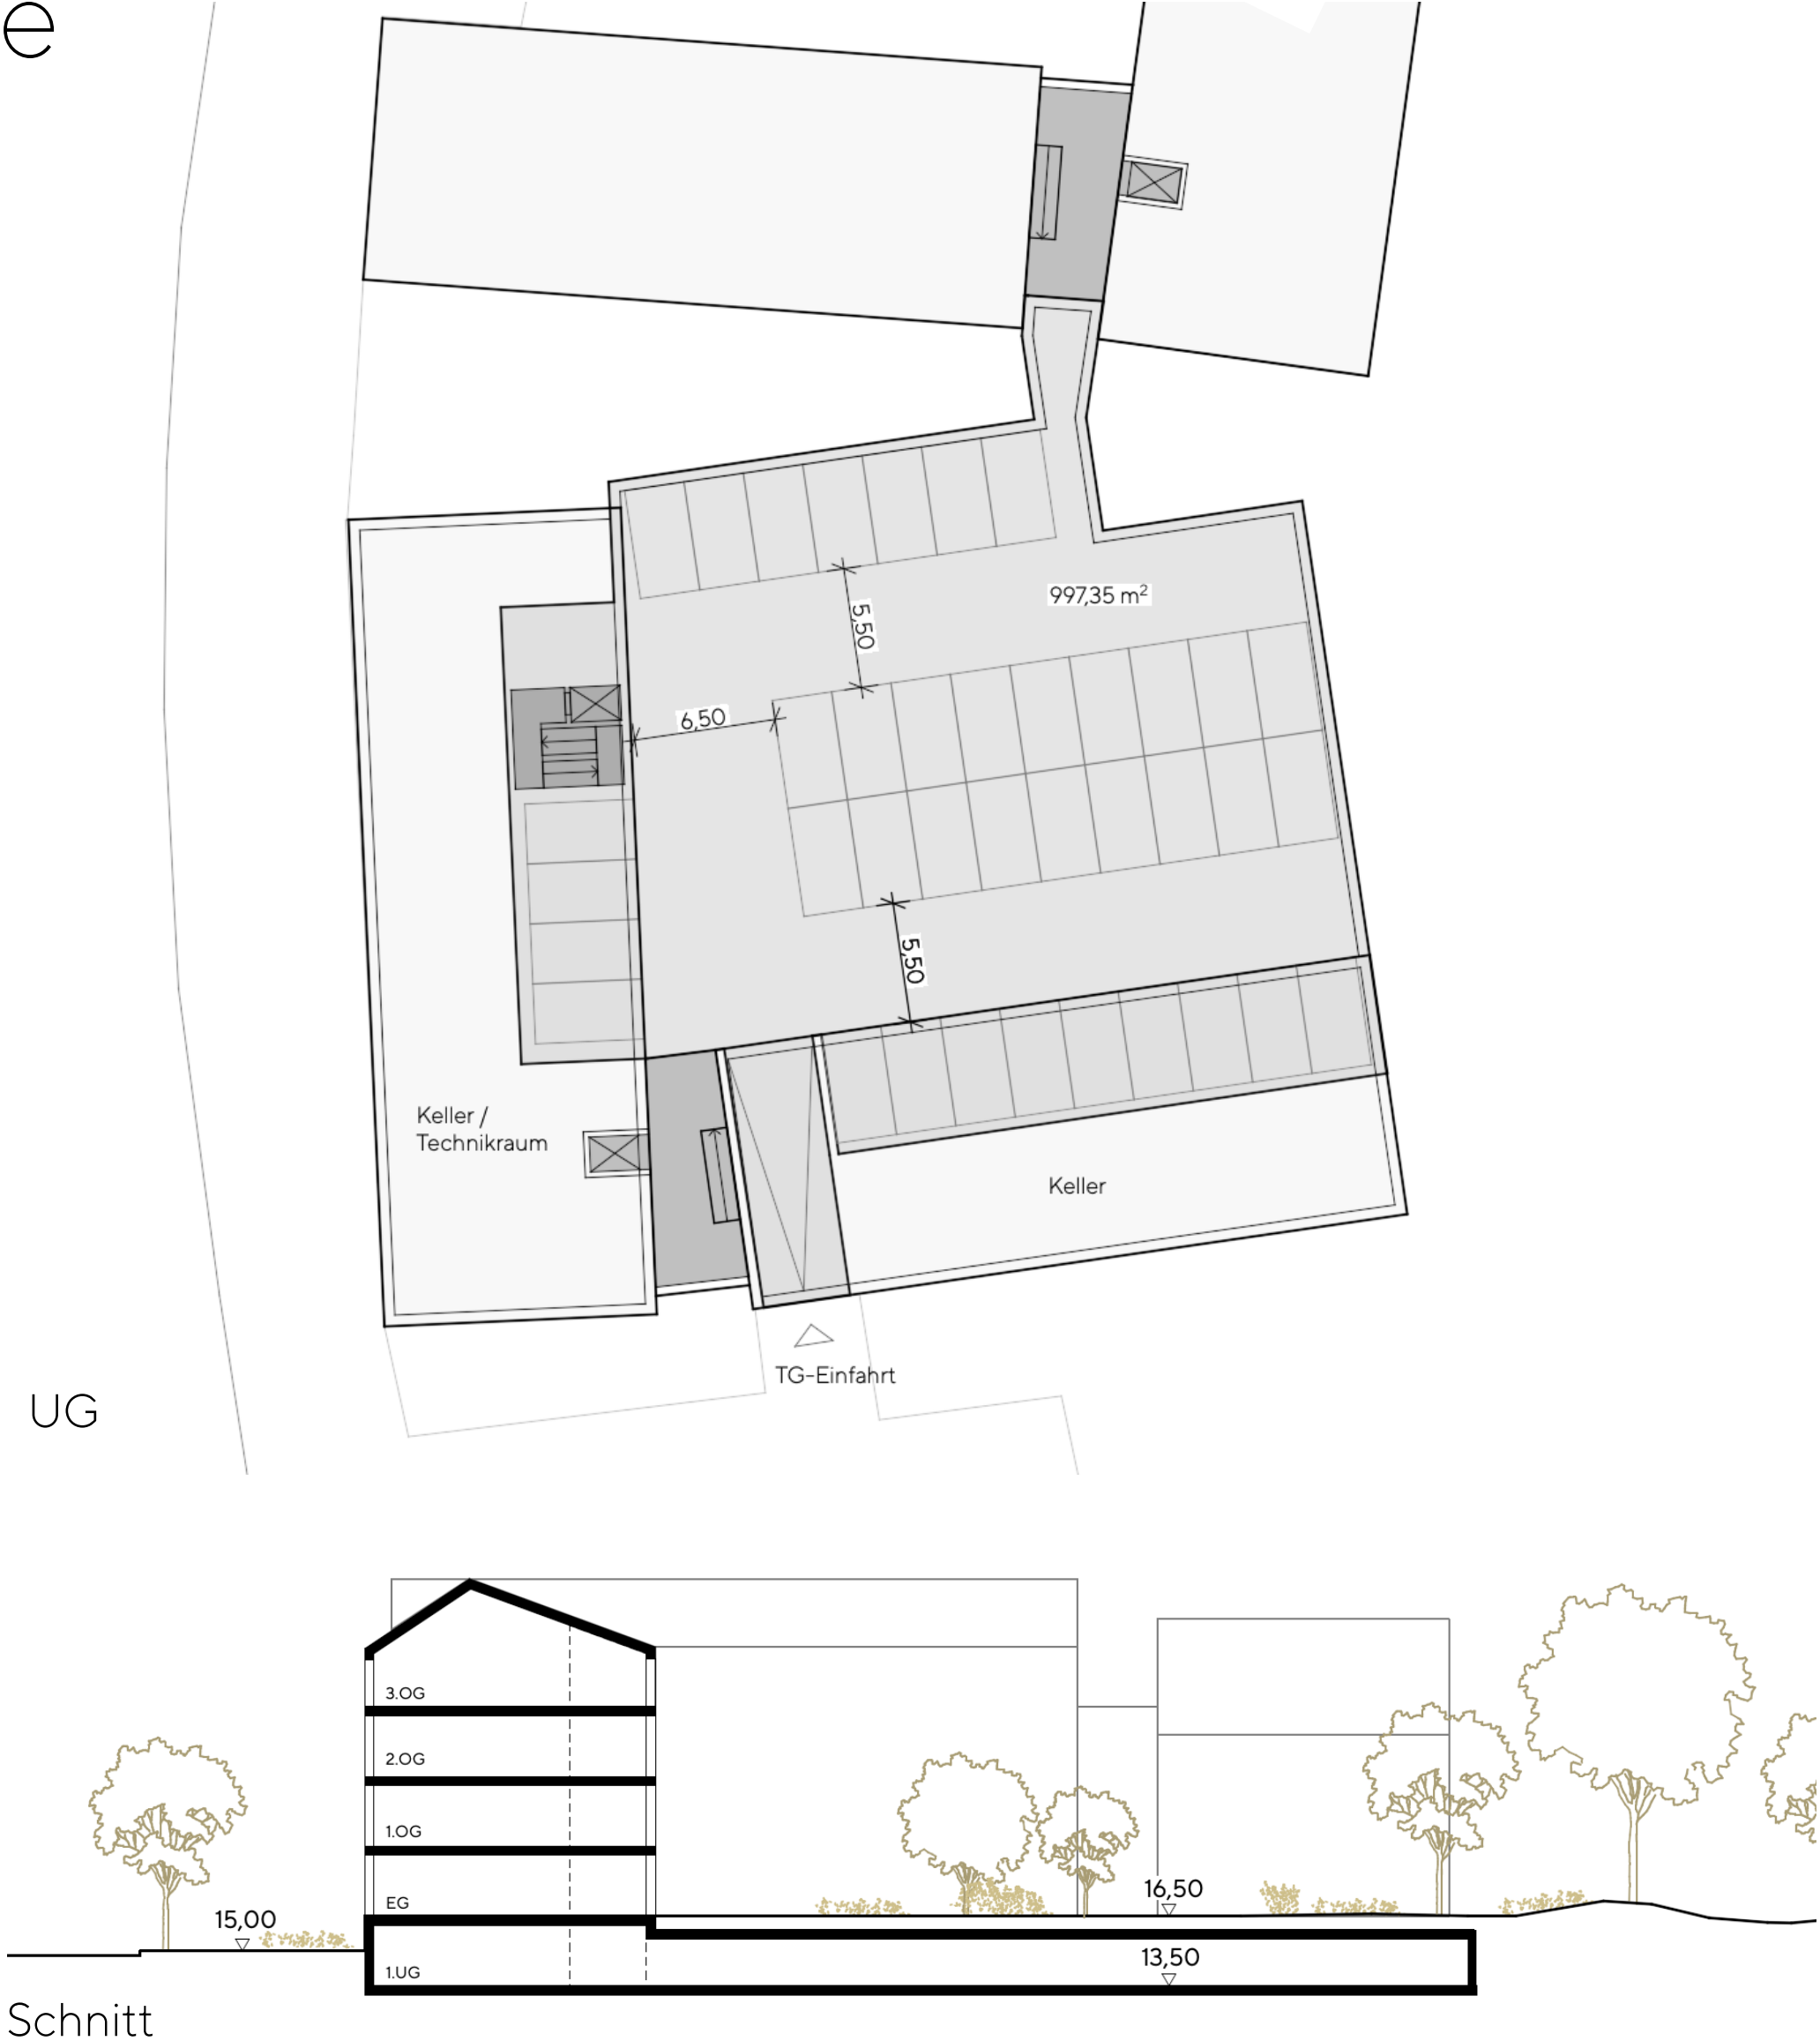 e
997,35 m²
5,50
6,50
5,50
Keller /
Technikraum
Keller
TG-Einfahrt
UG
3.OG
2.OG
1.OG
EG
16,50
15,00
13,50
1.UG
Schnitt